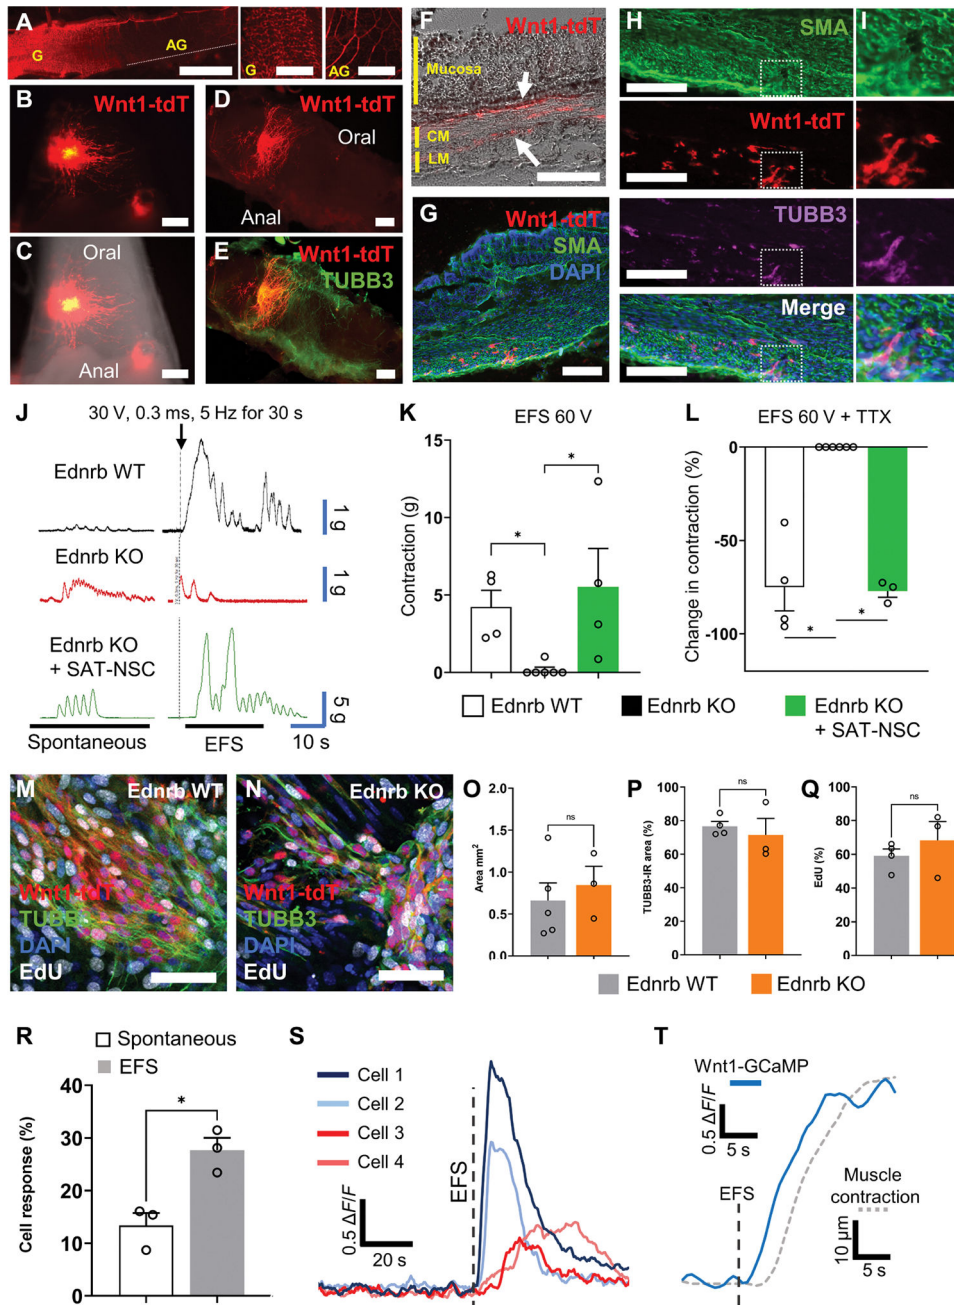 A
G
AG
G
AG
B
Wnt1-tdT
D
Oral
Anal
C
Oral
Anal
E
Wnt1-tdT
TUBB3
F
Wnt1-tdT
Mucosa
CM
LM
G
Wnt1-tdT
SMA
DAPI
H
SMA
Wnt1-tdT
TUBB3
Merge
I
J
30 V, 0.3 ms, 5 Hz for 30 s
Ednrb WT
1 g
Ednrb KO
1 g
Ednrb KO
+ SAT-NSC
5 g
Spontaneous
EFS
10 s
K
EFS 60 V
Contraction (g)
15
10
5
0
*
*
L
EFS 60 V + TTX
Change in contraction (%)
0
-50
-100
*
*
Ednrb WT
Ednrb KO
Ednrb KO
+ SAT-NSC
M
Ednrb WT
Wnt1-tdT
TUBB3
DAPI
EdU
N
Ednrb KO
Wnt1-tdT
TUBB3
DAPI
EdU
O
Area mm²
2.0
1.5
1.0
0.5
0.0
ns
P
TUBB3-IR area (%)
100
80
60
40
20
0
ns
Q
EdU (%)
100
80
60
40
20
0
ns
Ednrb WT
Ednrb KO
R
Spontaneous
EFS
Cell response (%)
40
30
20
10
0
*
S
Cell 1
Cell 2
Cell 3
Cell 4
0.5 ΔF/F
20 s
EFS
T
Wnt1-GCaMP
0.5 ΔF/F
5 s
EFS
Muscle
contraction
10 µm
5 s